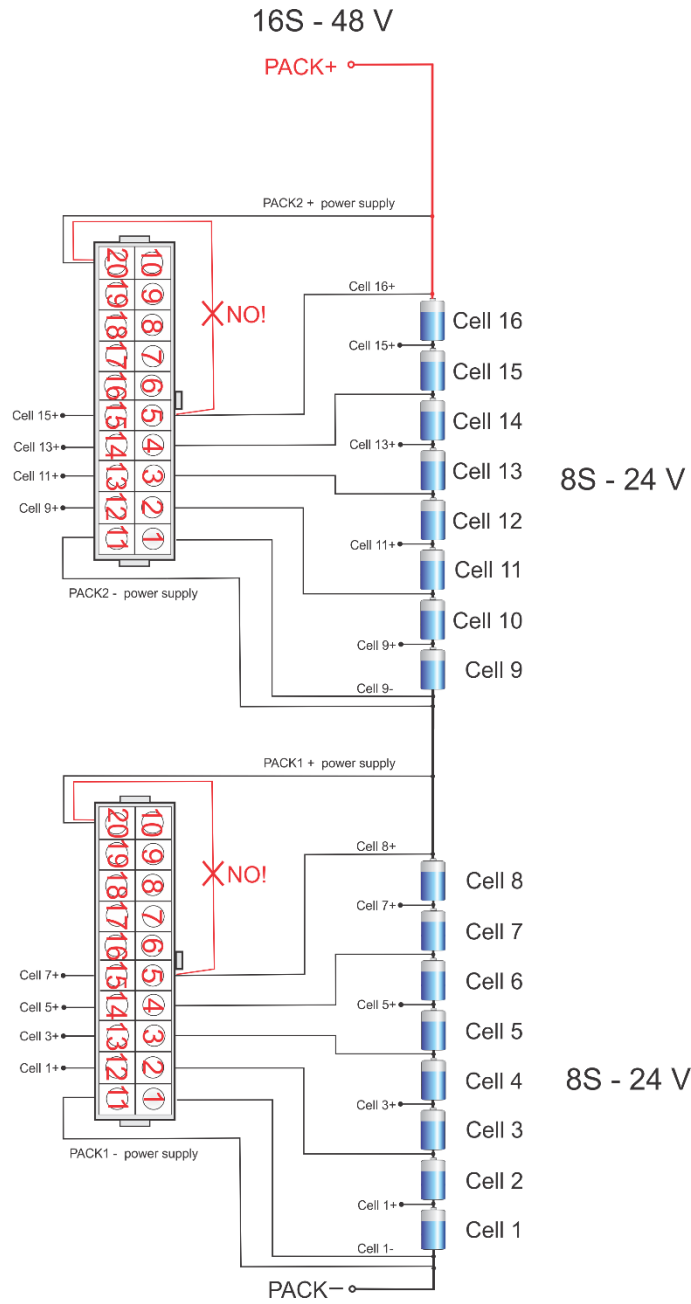 16S - 48 V
PACK+
PACK2 + power supply
20 10
19 9
18 8
17 7
16 6
15 5
14 4
13 3
12 2
11 1
NO!
Cell 16+
Cell 15+
Cell 13+
Cell 11+
Cell 9+
Cell 9-
Cell 15+
Cell 13+
Cell 11+
Cell 9+
PACK2 - power supply
Cell 16
Cell 15
Cell 14
Cell 13
Cell 12
Cell 11
Cell 10
Cell 9
8S - 24 V
PACK1 + power supply
20 10
19 9
18 8
17 7
16 6
15 5
14 4
13 3
12 2
11 1
NO!
Cell 8+
Cell 7+
Cell 5+
Cell 3+
Cell 1+
Cell 1-
Cell 7+
Cell 5+
Cell 3+
Cell 1+
PACK1 - power supply
Cell 8
Cell 7
Cell 6
Cell 5
Cell 4
Cell 3
Cell 2
Cell 1
8S - 24 V
PACK−